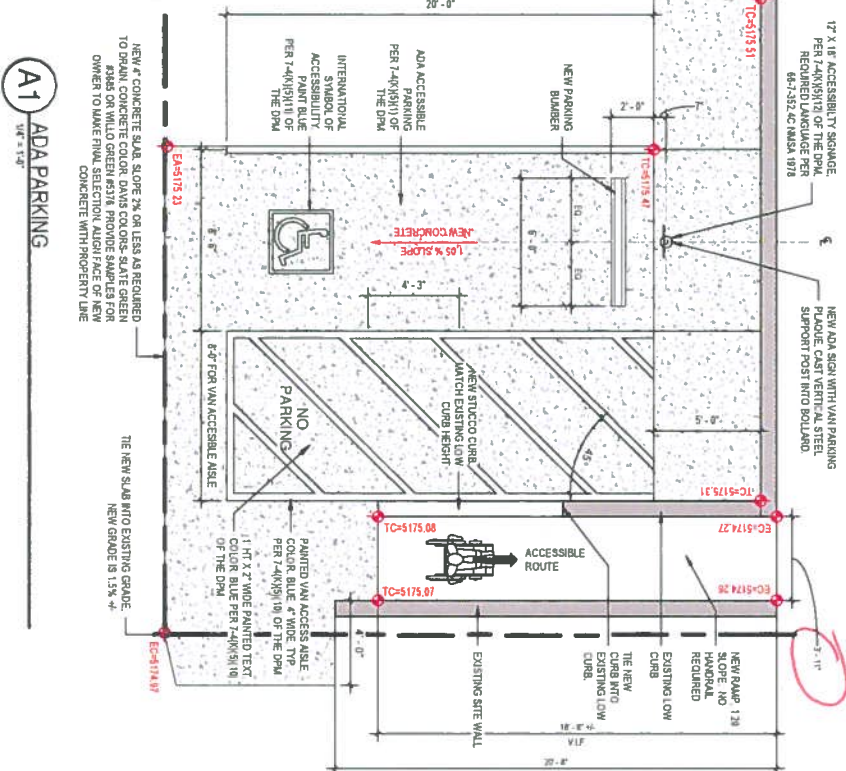 12" X 18" ACCESSIBILITY SIGNAGE,
PER 7-4(K)(5)(12) OF THE DPM.
REQUIRED LANGUAGE PER
66-7-352.4C NMSA 1978
℄
NEW ADA SIGN WITH VAN PARKING
PLAQUE. CAST VERTICAL STEEL
SUPPORT POST INTO BOLLARD.
TC=5175.51
20' - 0"
NEW PARKING
BUMBER
2' - 0"
7"
TC=5175.47
5' - 0"
TC=5175.31
ADA ACCESSIBLE
PARKING
PER 7-4(K)(5)(1) OF
THE DPM
INTERNATIONAL
SYMBOL OF
ACCESSIBILITY.
PAINT BLUE
PER 7-4(K)(5)(11) OF
THE DPM
EQ
EQ
6' - 0"
1.05 % SLOPE
NEW CONCRETE
4' - 3"
45°
NEW STUCCO CURB,
MATCH EXISTING LOW
CURB HEIGHT
NO
PARKING
EA=5175.23
8'-0" FOR VAN ACCESIBLE AISLE
EC=5174.27
EC=5174.26
3' - 11"
TC=5175.08
TC=5175.07
ACCESSIBLE
ROUTE
NEW RAMP, 1:20
SLOPE, NO
HANDRAIL
REQUIRED
EXISTING LOW
CURB
TIE NEW
CURB INTO
EXISTING LOW
CURB.
EXISTING SITE WALL
V.I.F
20' - 8"
4' - 0"
PAINTED VAN ACCESS AISLE
COLOR: BLUE, 4" WIDE, TYP
PER 7-4(K)(5)(10) OF THE DPM
1' HT X 2" WIDE PAINTED TEXT
COLOR BLUE PER 7-4(K)(5)(10)
OF THE DPM
EC=5174.97
TIE NEW SLAB INTO EXISTING GRADE.
NEW GRADE IS 1.5% +/-
NEW 4" CONCRETE SLAB, SLOPE 2% OR LESS AS REQUIRED
TO DRAIN. CONCRETE COLOR: DAVIS COLORS- SLATE GREEN
OR WILLO GREEN #5376. PROVIDE SAMPLES FOR
OWNER TO MAKE FINAL SELECTION. ALIGN FACE OF NEW
CONCRETE WITH PROPERTY LINE
A1
ADA PARKING
1/4" = 1'-0"